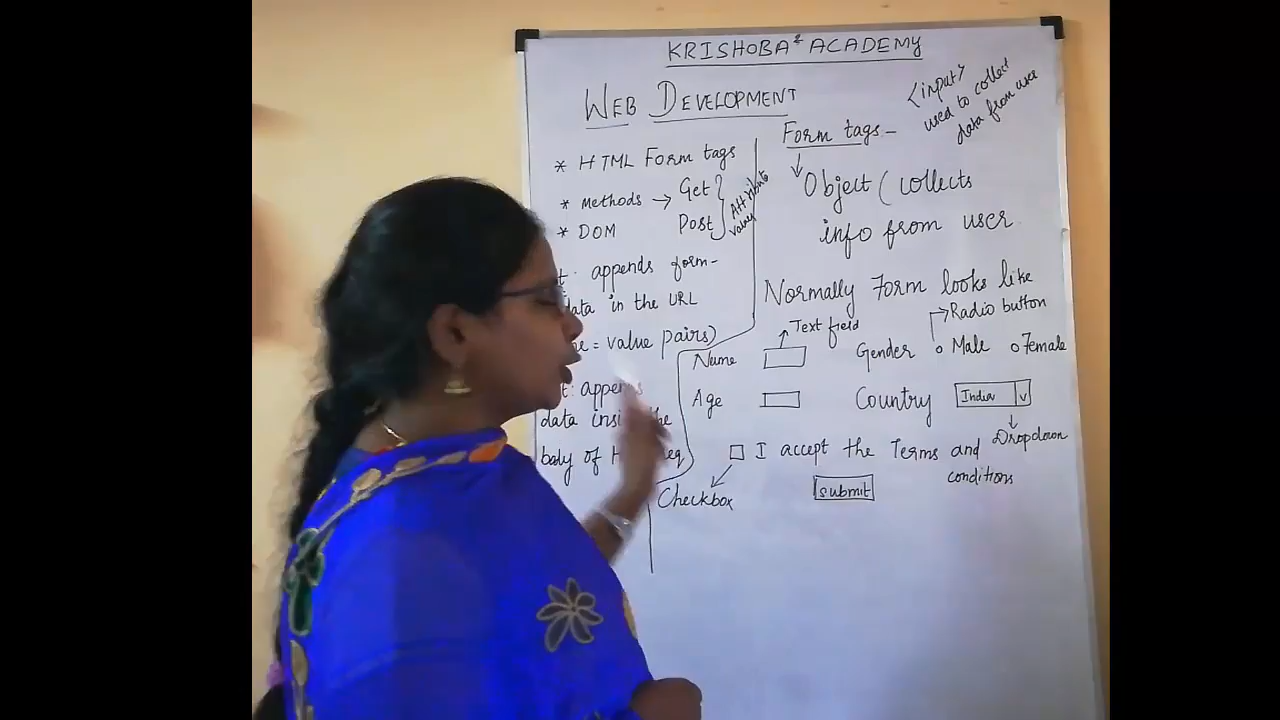 KRISHOBA* ACADEMY
WEB DEVELOPMENT
* HTML Form tags
* Methods → Get
Post
Attribute
values
* DOM
appends form-
data in the URL
= value pairs)
data
the
body of
Form tags -
<input>
used to collect
data from user
Object ( collects
info from user
Normally Form looks like
Text field
Radio button
Name
Gender o Male o Female
Age
Country India v
Dropdown
I accept the Terms and
conditions
Checkbox
submit